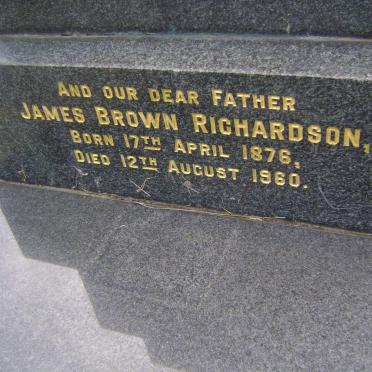 AND OUR DEAR FATHER
JAMES BROWN RICHARDSON,
BORN 17TH APRIL 1876,
DIED 12TH AUGUST 1960.